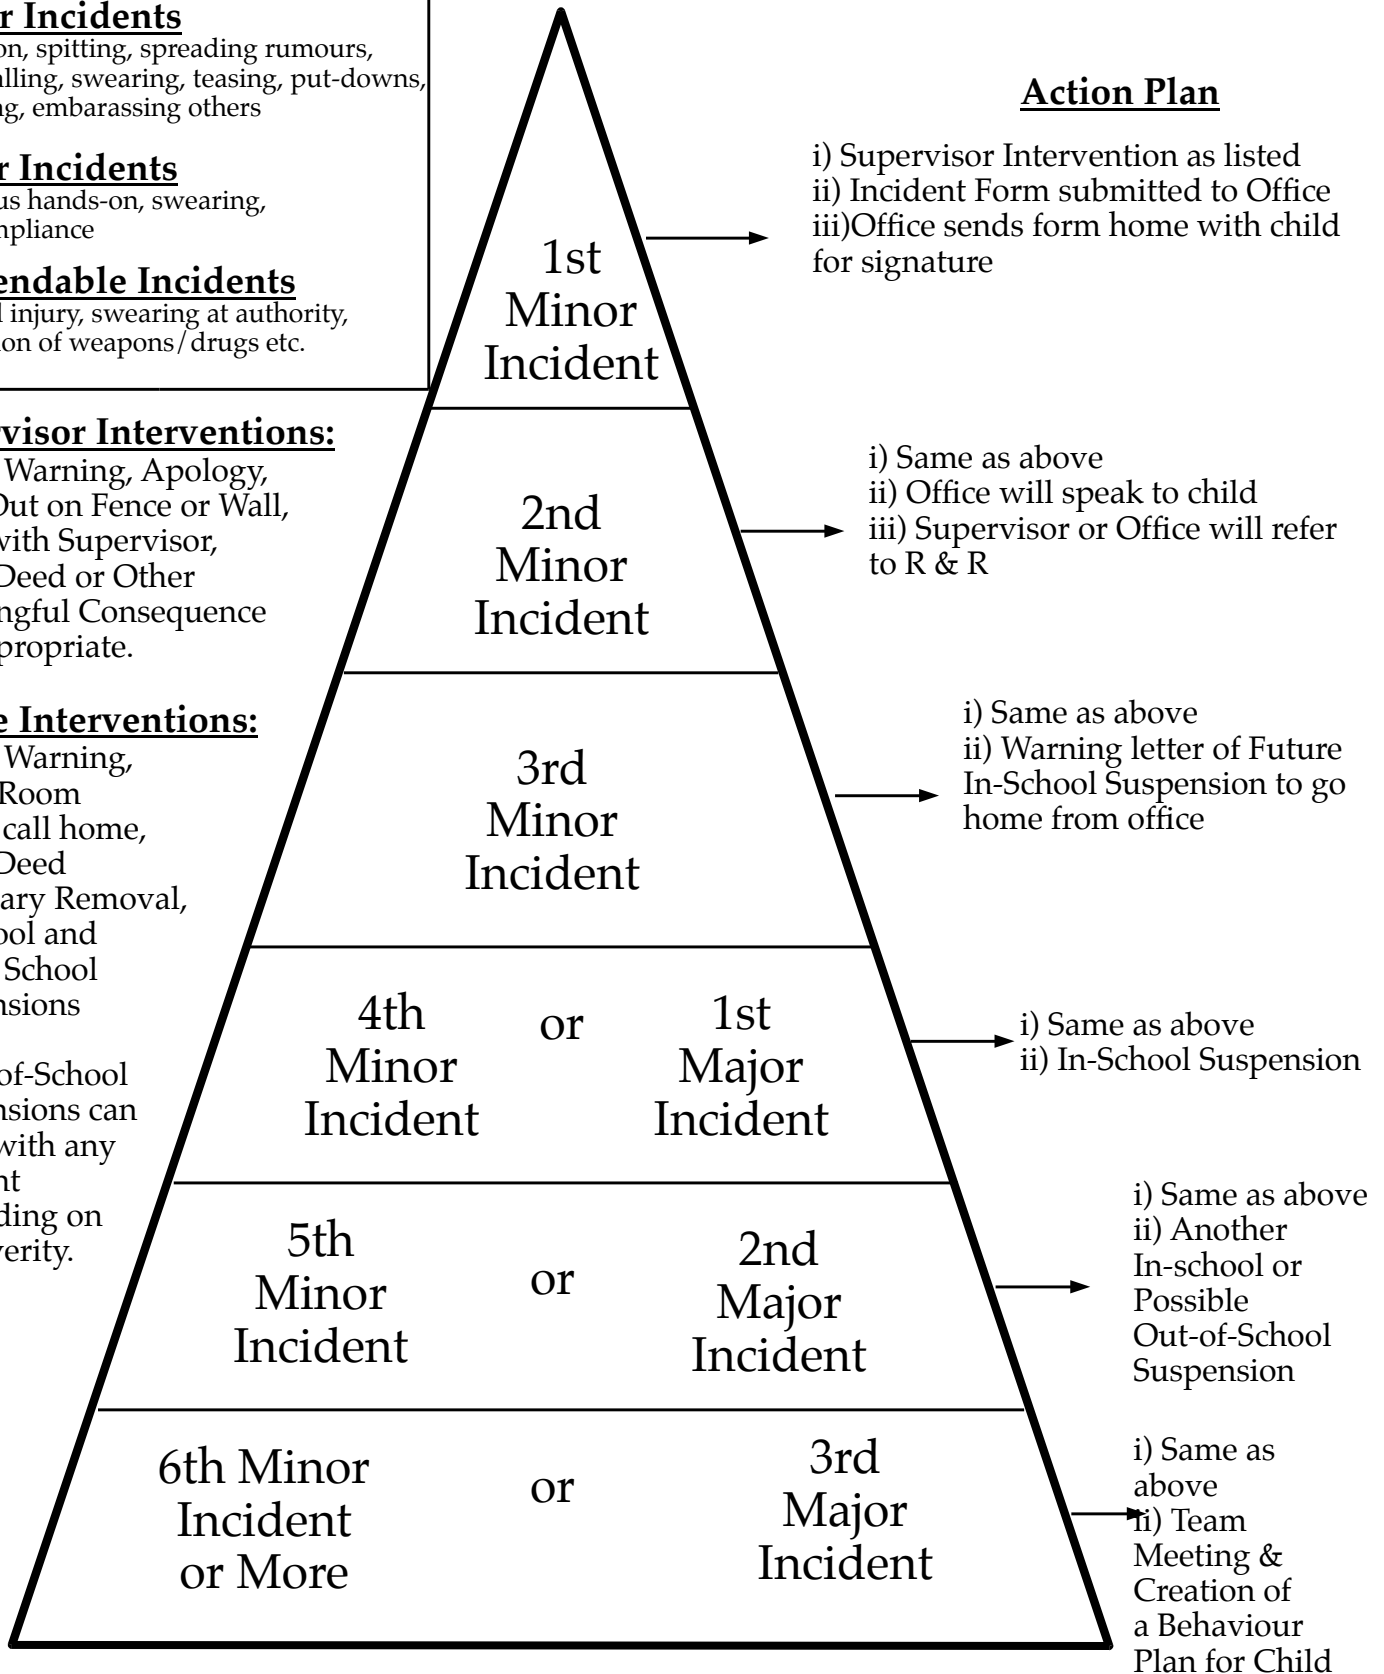 r Incidents
on, spitting, spreading rumours,
alling, swearing, teasing, put-downs,
ng, embarassing others
r Incidents
us hands-on, swearing,
mpliance
endable Incidents
l injury, swearing at authority,
ion of weapons/drugs etc.
visor Interventions:
Warning, Apology,
Out on Fence or Wall,
with Supervisor,
Deed or Other
ngful Consequence
propriate.
e Interventions:
Warning,
Room
call home,
Deed
ary Removal,
ool and
School
nsions
of-School
nsions can
with any
nt
ding on
verity.
1st
Minor
Incident
2nd
Minor
Incident
3rd
Minor
Incident
4th
Minor
Incident
or
1st
Major
Incident
5th
Minor
Incident
or
2nd
Major
Incident
6th Minor
Incident
or More
or
3rd
Major
Incident
Action Plan
i) Supervisor Intervention as listed
ii) Incident Form submitted to Office
iii)Office sends form home with child
for signature
i) Same as above
ii) Office will speak to child
iii) Supervisor or Office will refer
to R & R
i) Same as above
ii) Warning letter of Future
In-School Suspension to go
home from office
i) Same as above
ii) In-School Suspension
i) Same as above
ii) Another
In-school or
Possible
Out-of-School
Suspension
i) Same as
above
ii) Team
Meeting &
Creation of
a Behaviour
Plan for Child